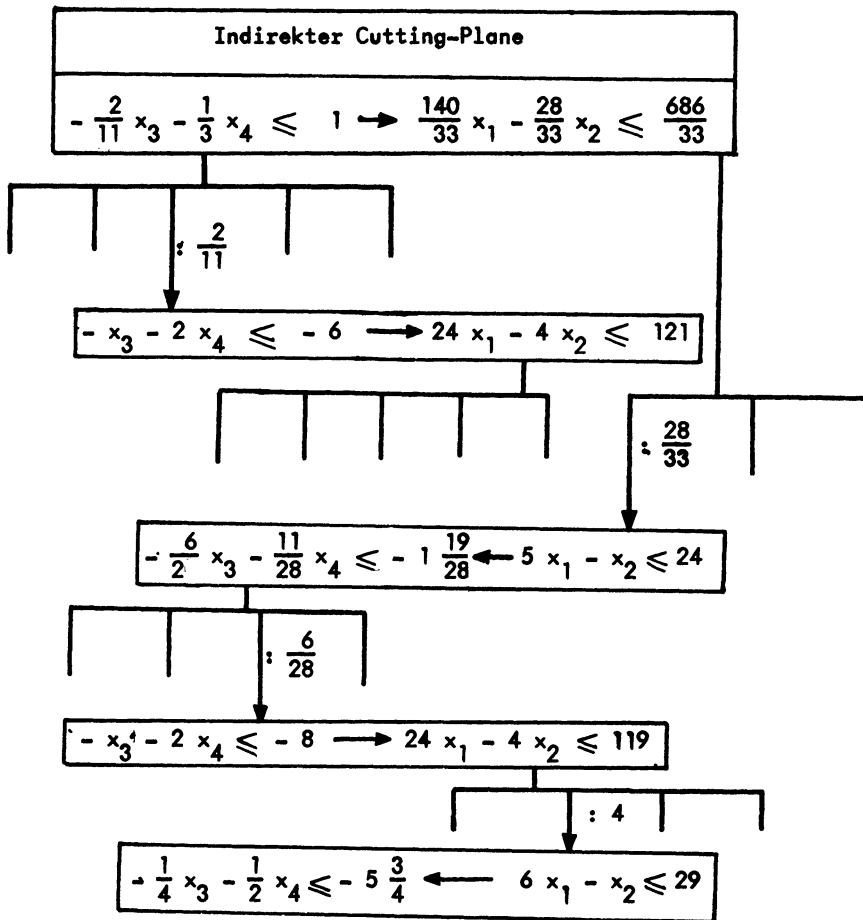 Indirekter Cutting-Plane
- 2/11 x₃ - 1/3 x₄ ⩽ 1 → 140/33 x₁ - 28/33 x₂ ⩽ 686/33
: 2/11
- x₃ - 2 x₄ ⩽ - 6 → 24 x₁ - 4 x₂ ⩽ 121
: 28/33
- 6/2 x₃ - 11/28 x₄ ⩽ - 1 19/28 ← 5 x₁ - x₂ ⩽ 24
: 6/28
- x₃ - 2 x₄ ⩽ - 8 → 24 x₁ - 4 x₂ ⩽ 119
: 4
- 1/4 x₃ - 1/2 x₄ ⩽ - 5 3/4 ← 6 x₁ - x₂ ⩽ 29